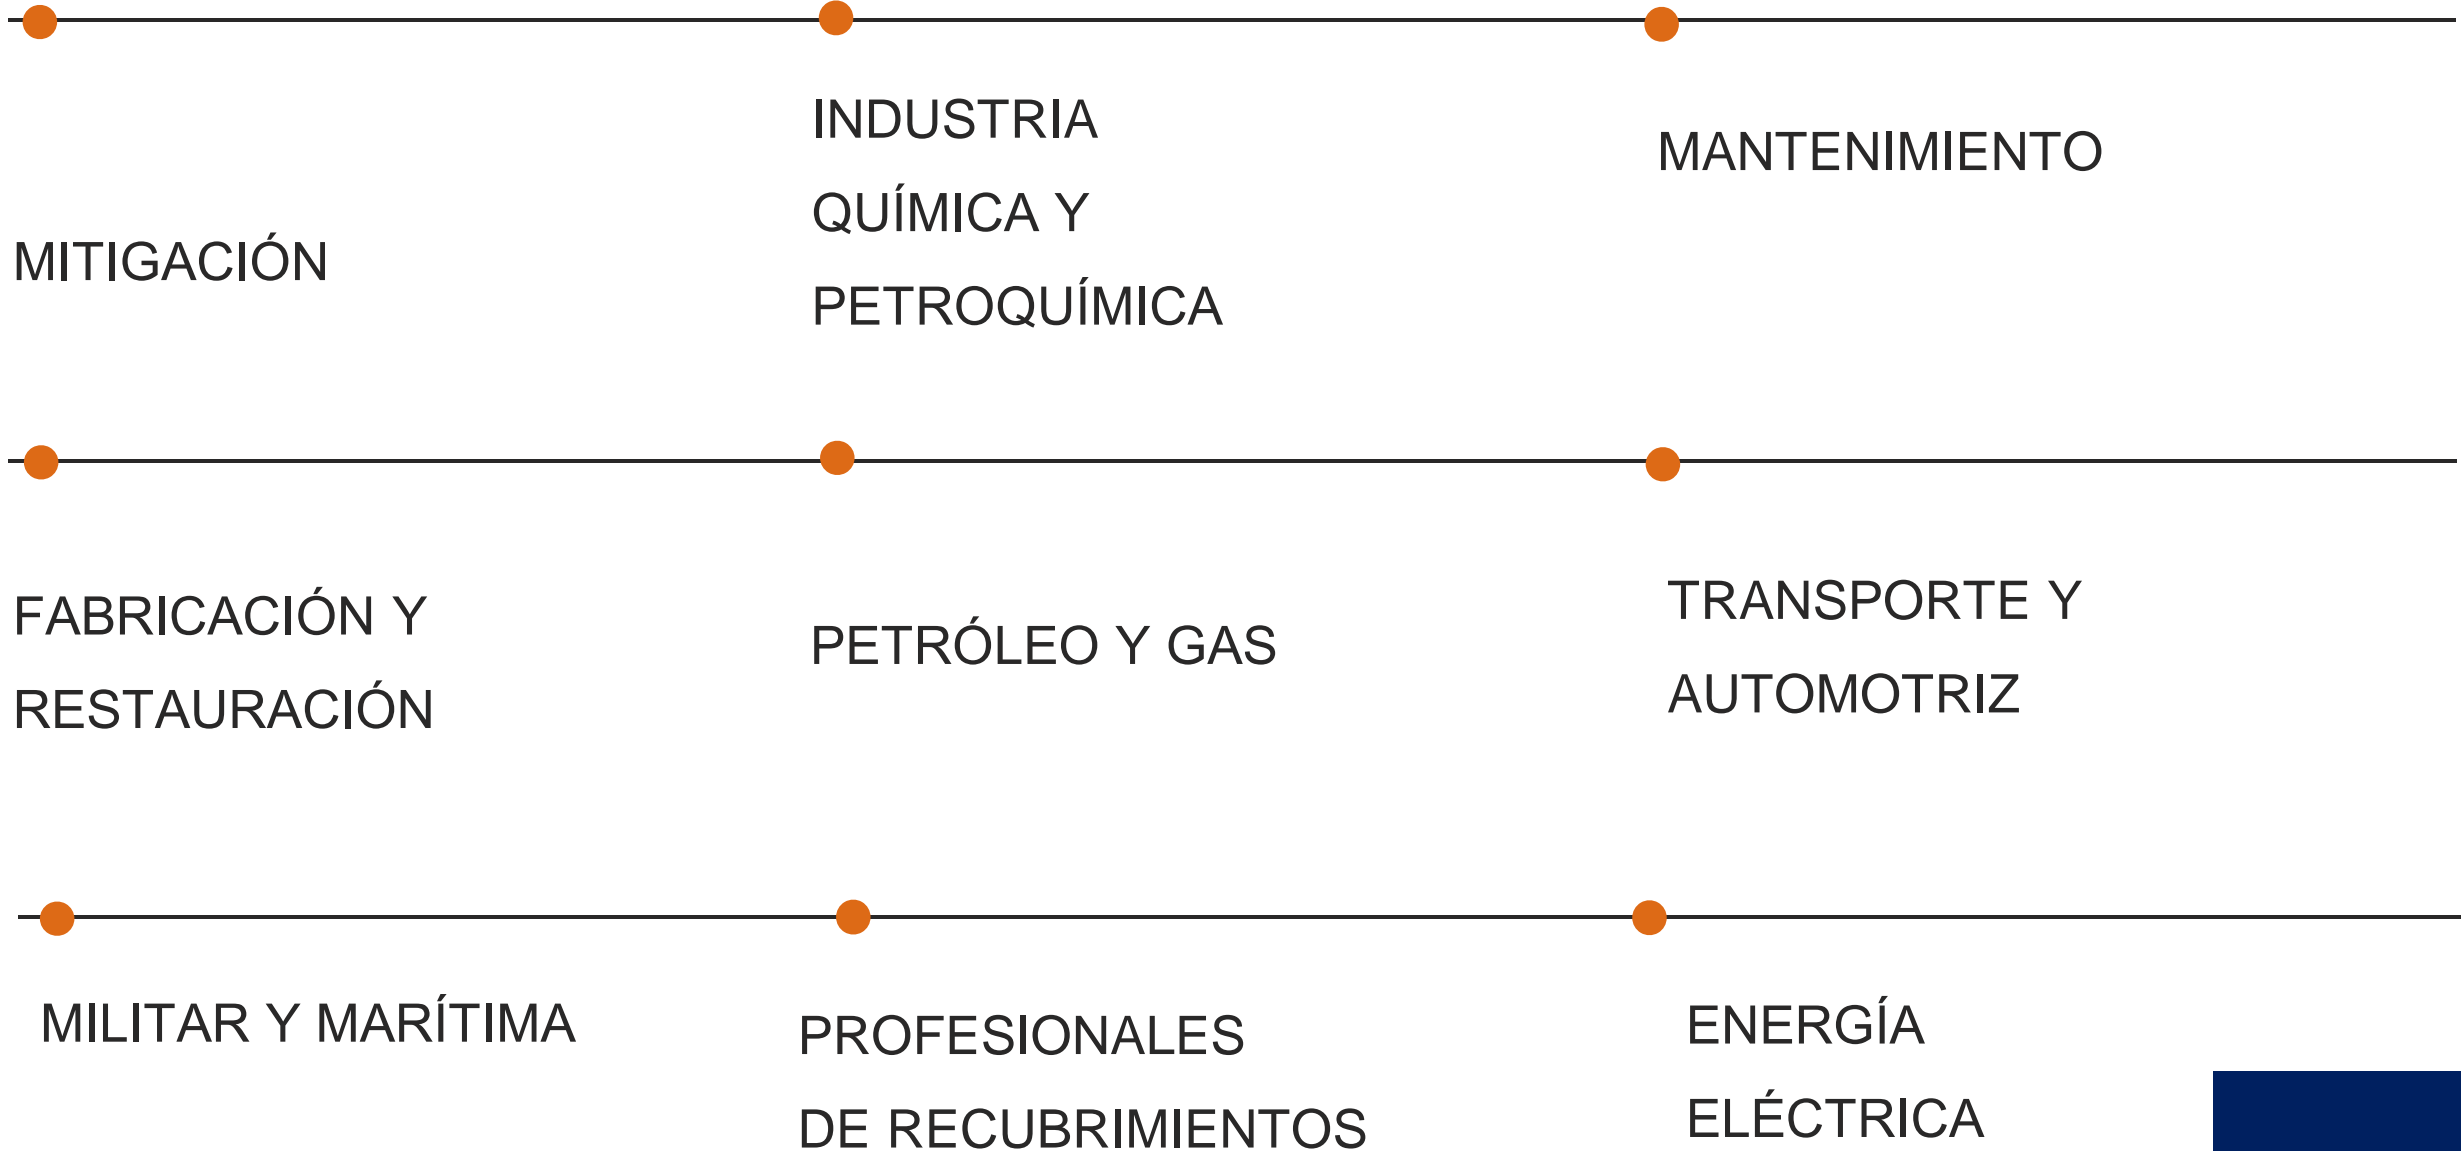 MITIGACIÓN
INDUSTRIA
QUÍMICA Y
PETROQUÍMICA
MANTENIMIENTO
FABRICACIÓN Y
RESTAURACIÓN
PETRÓLEO Y GAS
TRANSPORTE Y
AUTOMOTRIZ
MILITAR Y MARÍTIMA
PROFESIONALES
DE RECUBRIMIENTOS
ENERGÍA
ELÉCTRICA